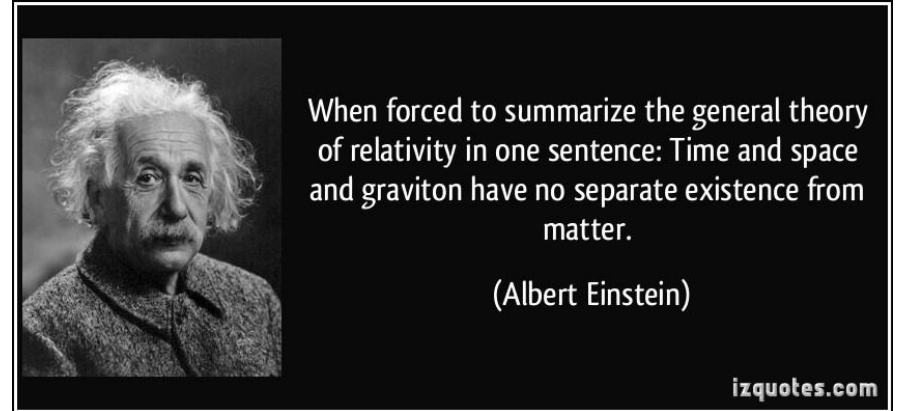 When forced to summarize the general theory
of relativity in one sentence: Time and space
and graviton have no separate existence from
matter.
(Albert Einstein)
izquotes.com